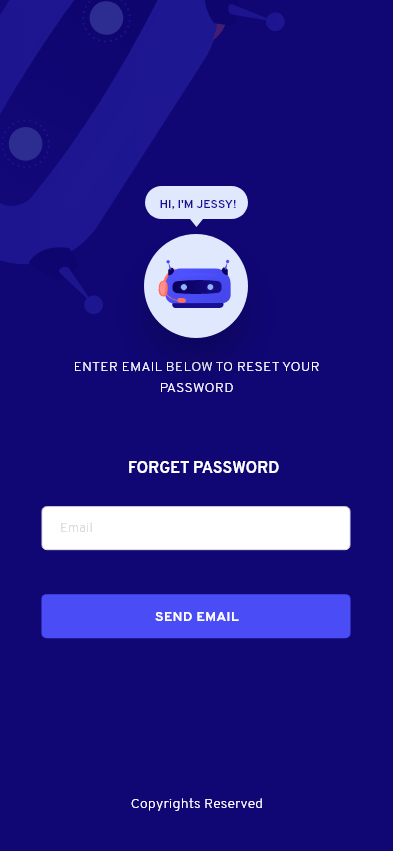 HI, I'M JESSY!
ENTER EMAIL BELOW TO RESET YOUR
PASSWORD
FORGET PASSWORD
Email
SEND EMAIL
Copyrights Reserved